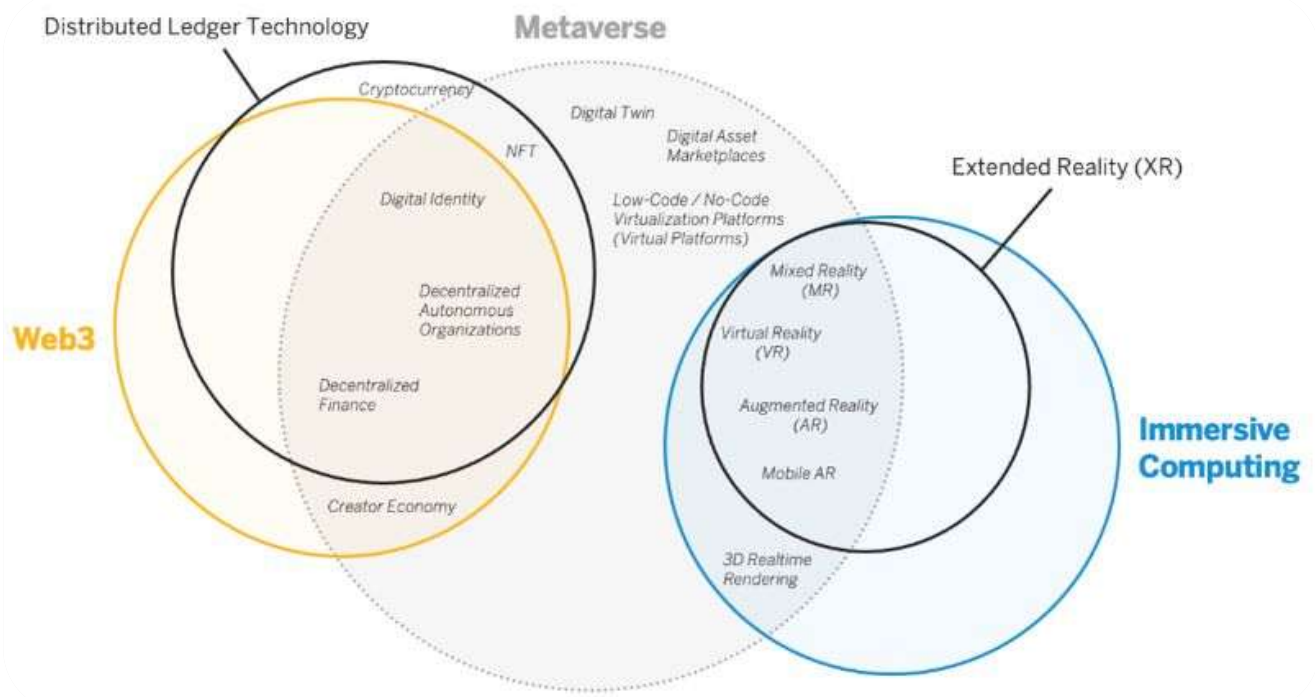 Distributed Ledger Technology
Metaverse
Cryptocurrency
Digital Twin
Digital Asset
Marketplaces
NFT
Extended Reality (XR)
Digital Identity
Low-Code / No-Code
Virtualization Platforms
(Virtual Platforms)
Mixed Reality
(MR)
Decentralized
Autonomous
Organizations
Web3
Virtual Reality
(VR)
Decentralized
Finance
Augmented Reality
(AR)
Immersive
Computing
Mobile AR
Creator Economy
3D Realtime
Rendering